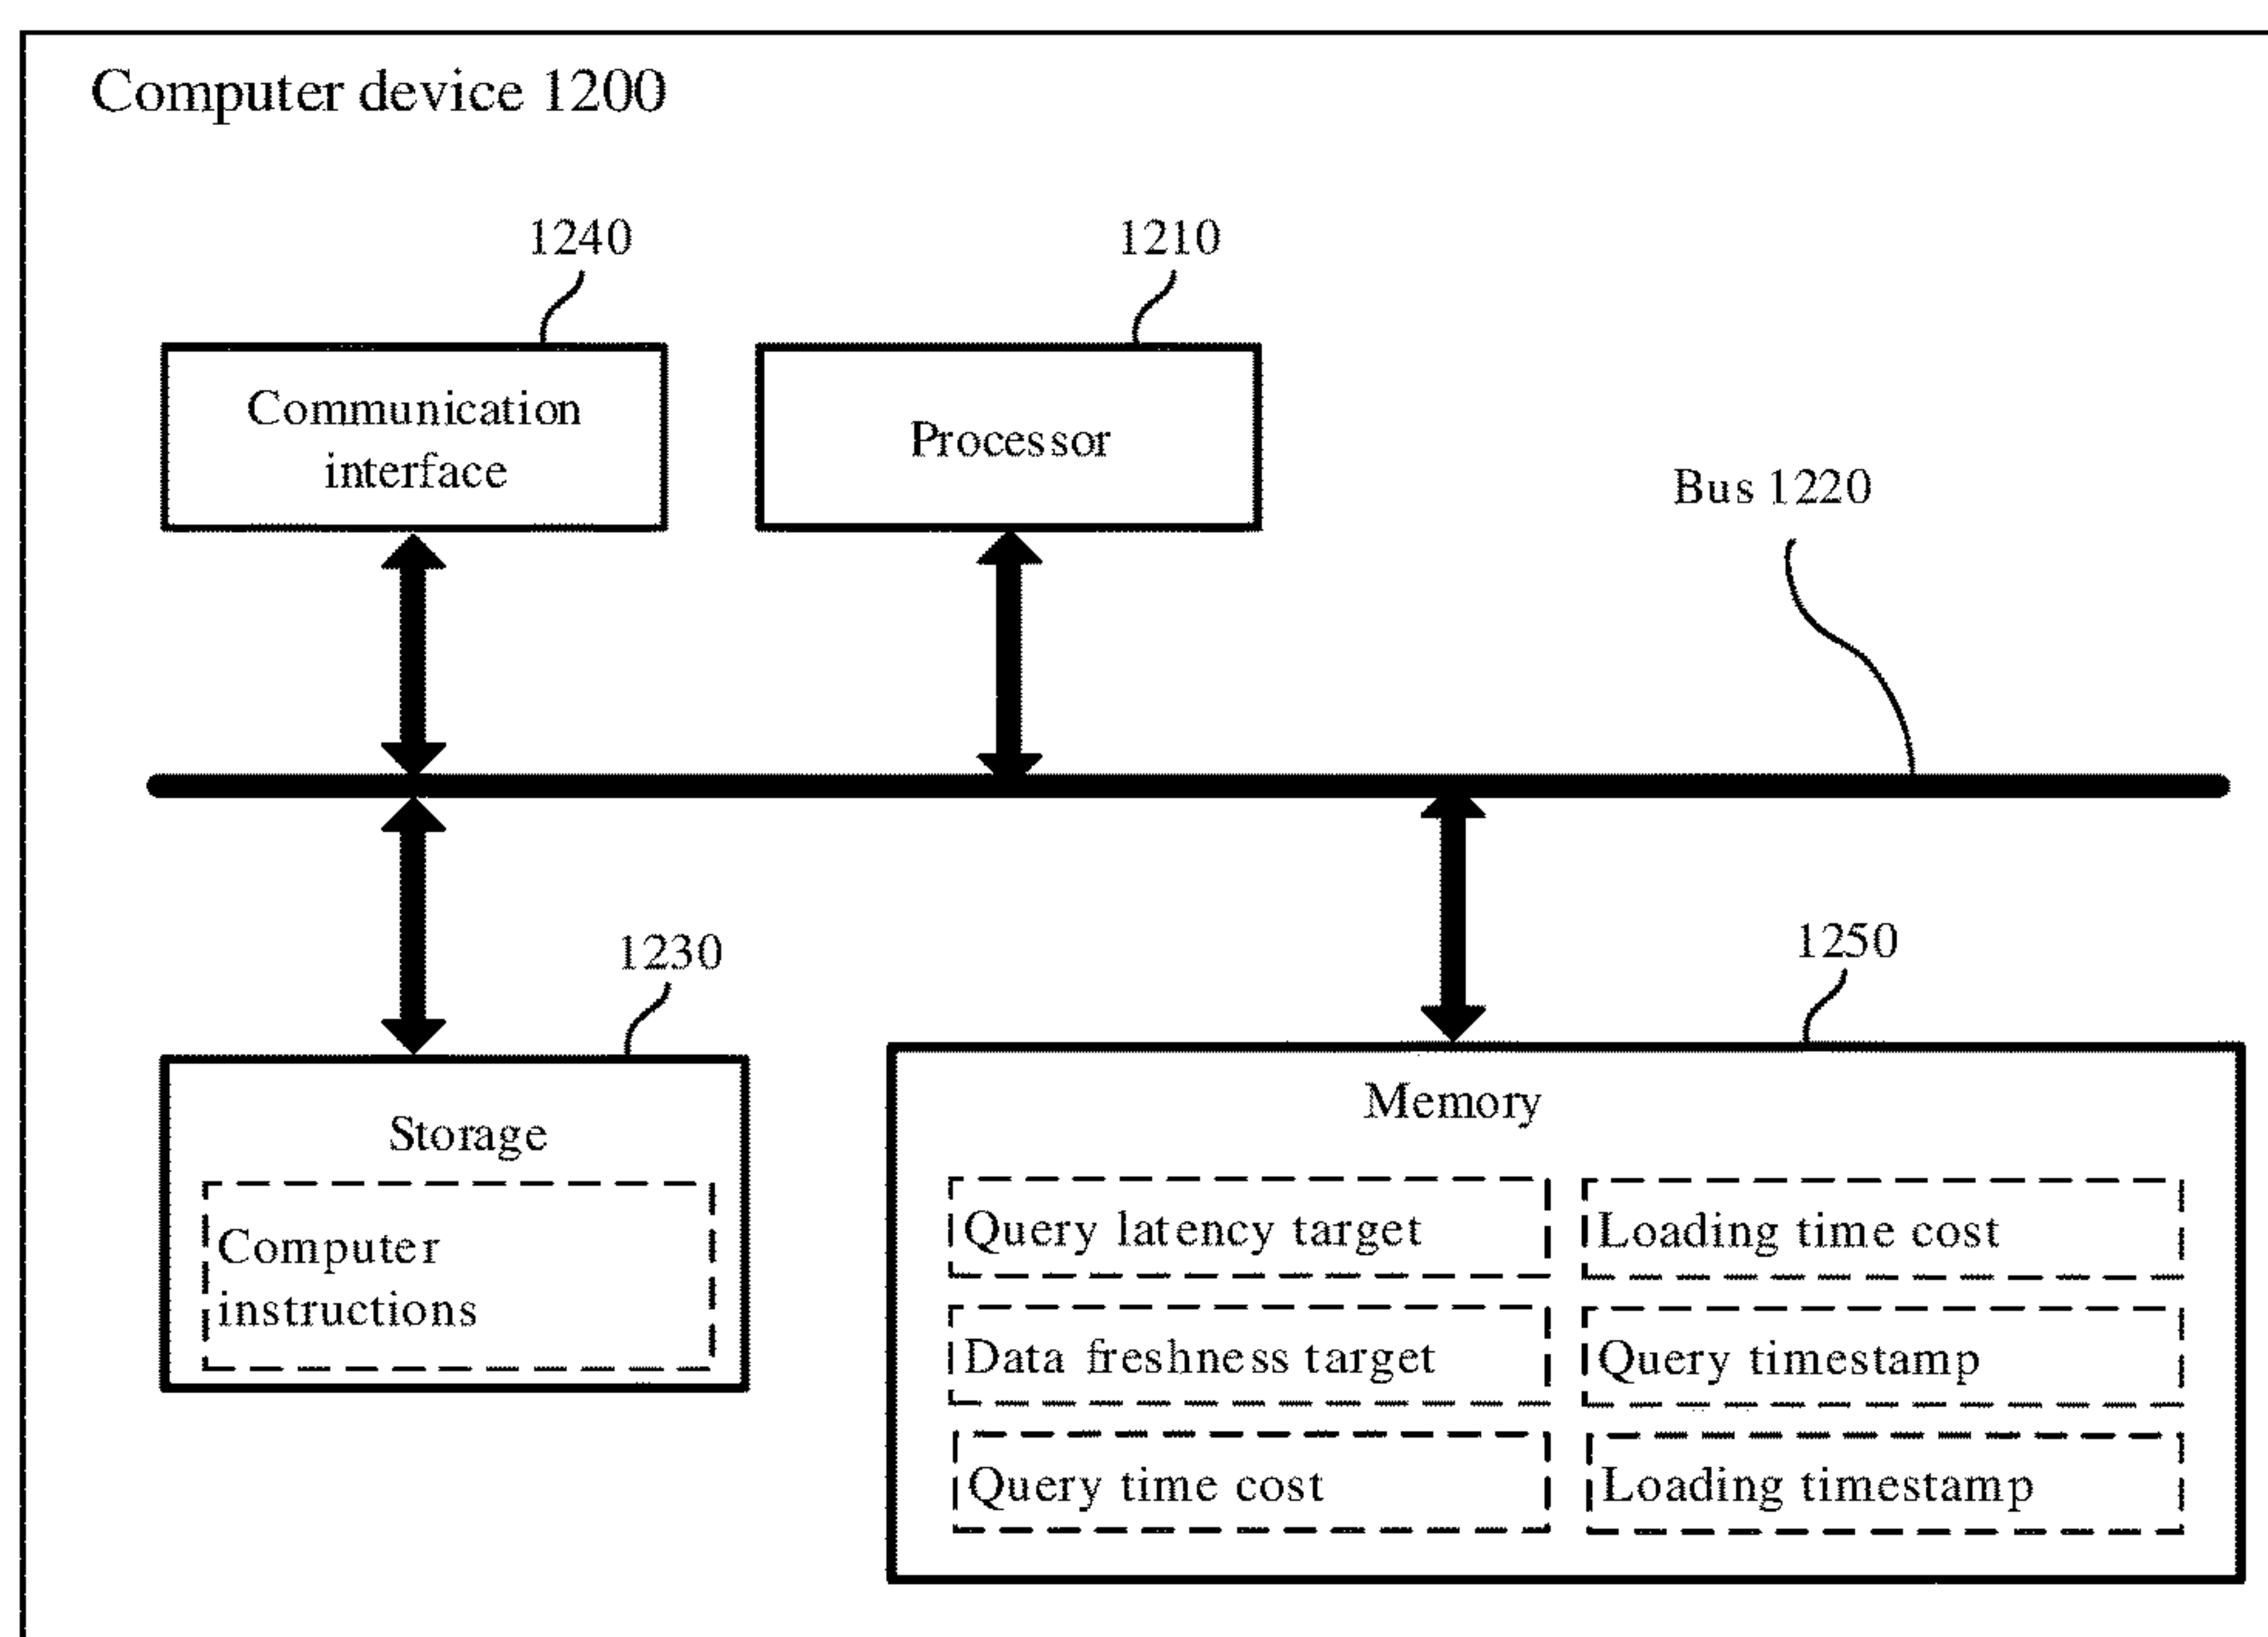 Computer device 1200
1240
1210
Communication
interface
Processor
Bus 1220
1230
1250
Storage
Computer
instructions
Memory
Query latency target
Loading time cost
Data freshness target
Query timestamp
Query time cost
Loading timestamp